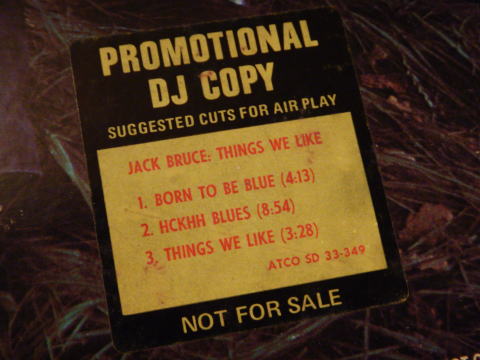 PROMOTIONAL
DJ COPY
SUGGESTED CUTS FOR AIR PLAY
JACK BRUCE: THINGS WE LIKE
1. BORN TO BE BLUE (4:13)
2. HCKHH BLUES (8:54)
3. THINGS WE LIKE (3:28)
ATCO SD 33-349
NOT FOR SALE